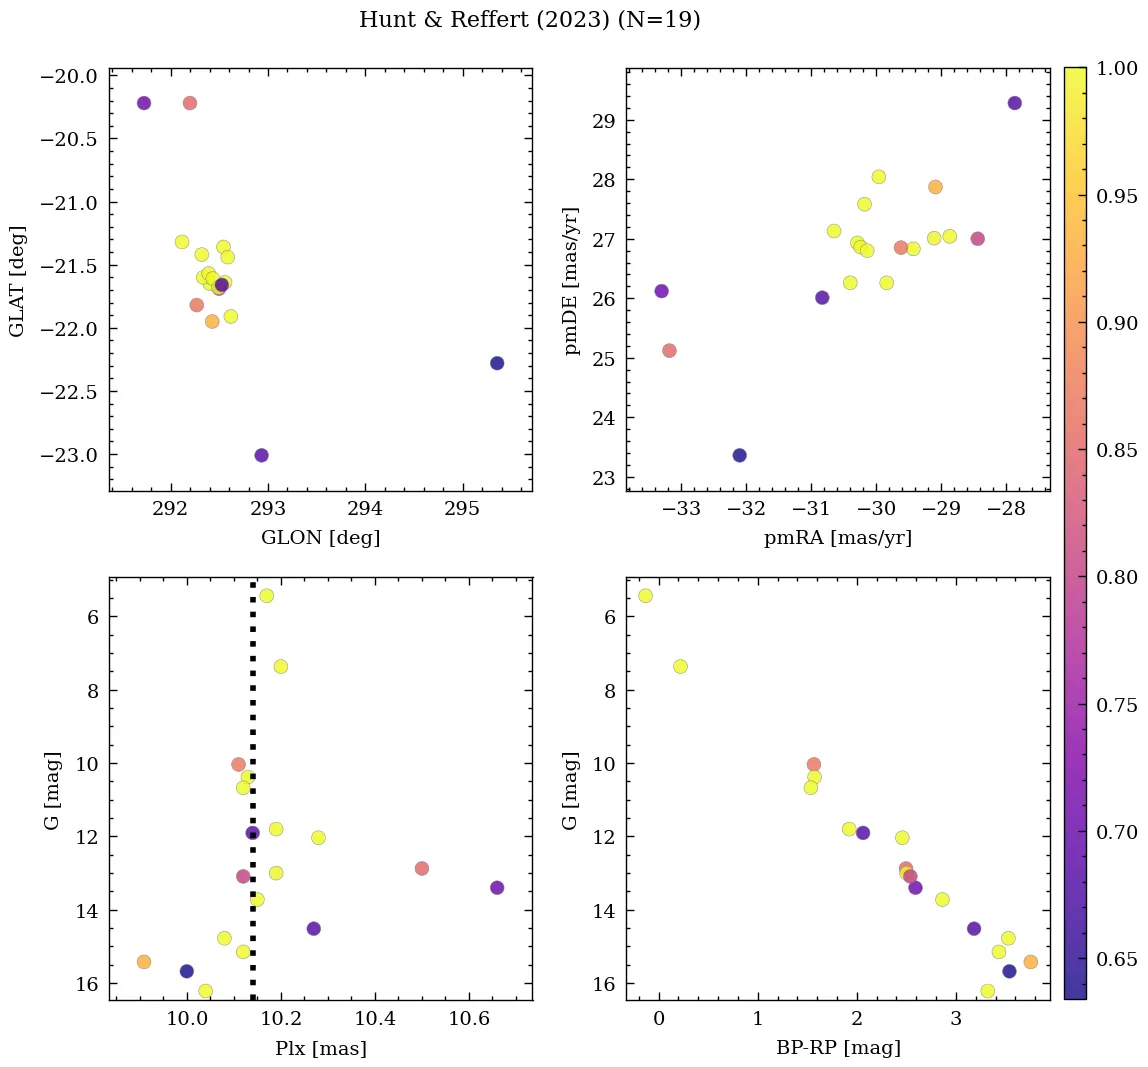 Hunt & Reffert (2023) (N=19)
−20.0
−20.5
−21.0
−21.5
−22.0
−22.5
−23.0
GLAT [deg]
292 293 294 295
GLON [deg]
29
28
27
26
25
24
23
pmDE [mas/yr]
−33 −32 −31 −30 −29 −28
pmRA [mas/yr]
6
8
10
12
14
16
G [mag]
10.0 10.2 10.4 10.6
Plx [mas]
6
8
10
12
14
16
G [mag]
0 1 2 3
BP-RP [mag]
1.00
0.95
0.90
0.85
0.80
0.75
0.70
0.65